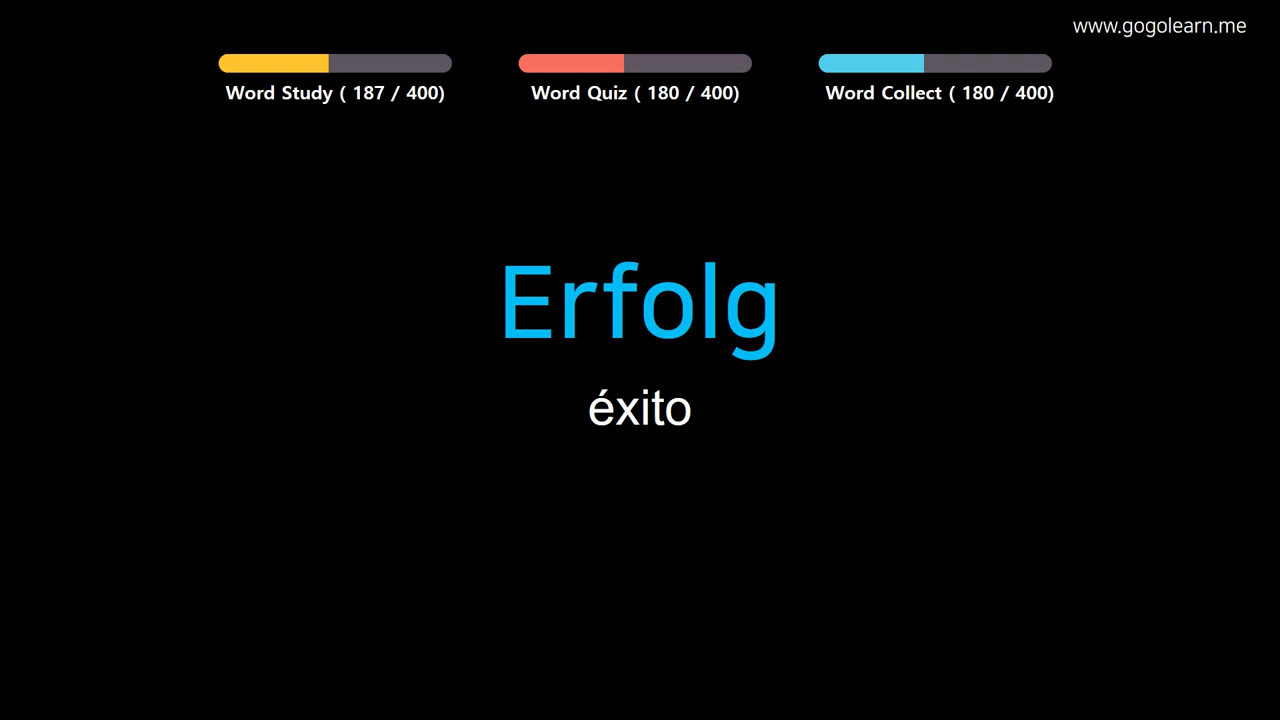 www.gogolearn.me
Word Study ( 187 / 400)
Word Quiz ( 180 / 400)
Word Collect ( 180 / 400)
Erfolg
éxito